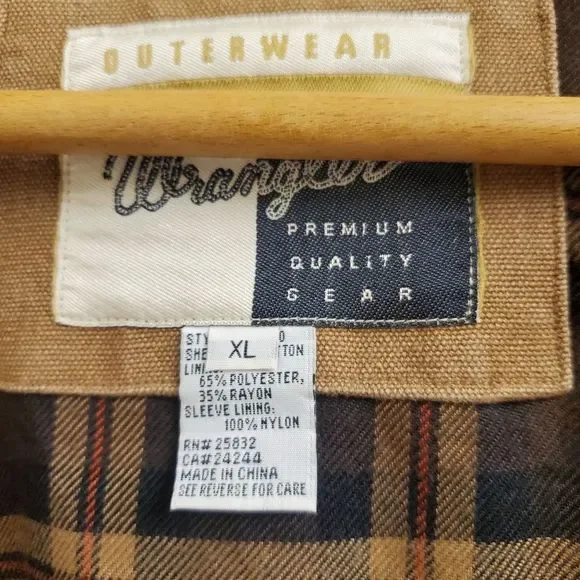 OUTERWEAR
Wrangler
PREMIUM
QUALITY
GEAR
XL
LINI
65% POLYESTER,
35% RAYON
SLEEVE LINING:
100% NYLON
RN# 25832
CA# 24244
MADE IN CHINA
SEE REVERSE FOR CARE